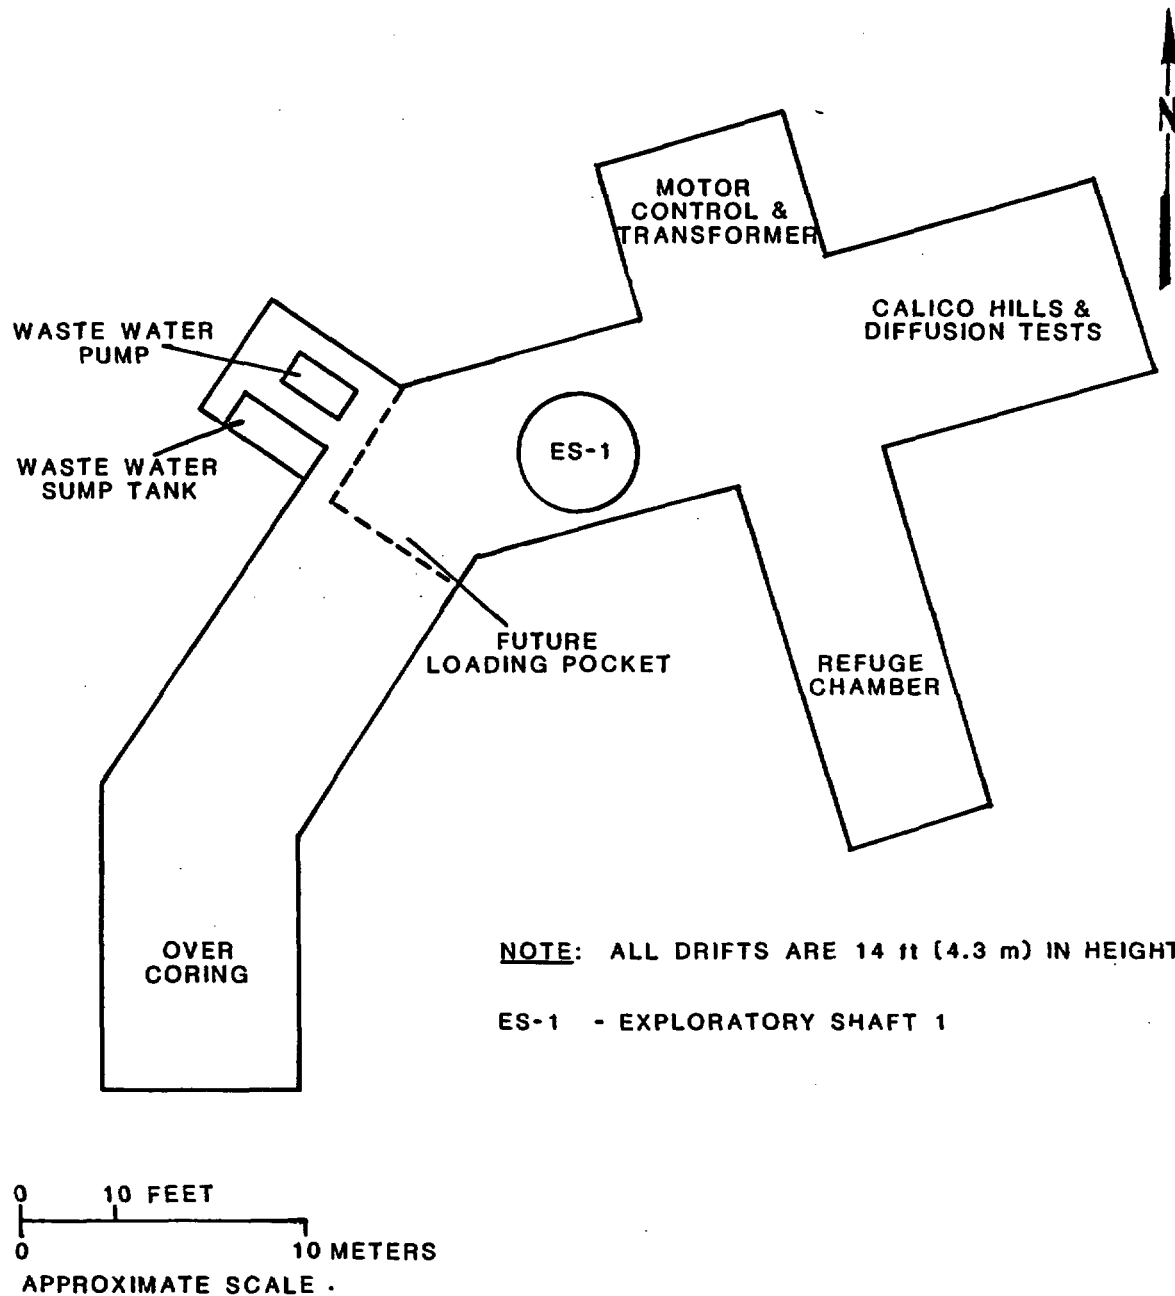 N
MOTOR
CONTROL &
TRANSFORMER
CALICO HILLS &
DIFFUSION TESTS
WASTE WATER
PUMP
ES-1
WASTE WATER
SUMP TANK
FUTURE
LOADING POCKET
REFUGE
CHAMBER
OVER
CORING
NOTE: ALL DRIFTS ARE 14 ft (4.3 m) IN HEIGHT
ES-1 - EXPLORATORY SHAFT 1
0 10 FEET
0 10 METERS
APPROXIMATE SCALE